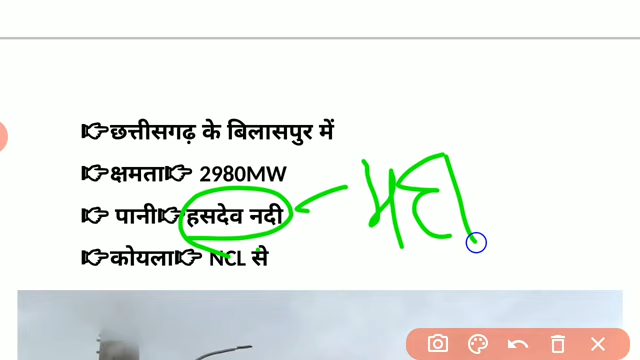 👉छत्तीसगढ़ के बिलासपुर में
👉क्षमता👉 2980MW
👉 पानी👉हसदेव नदी
👉कोयला👉 NCL से
महा